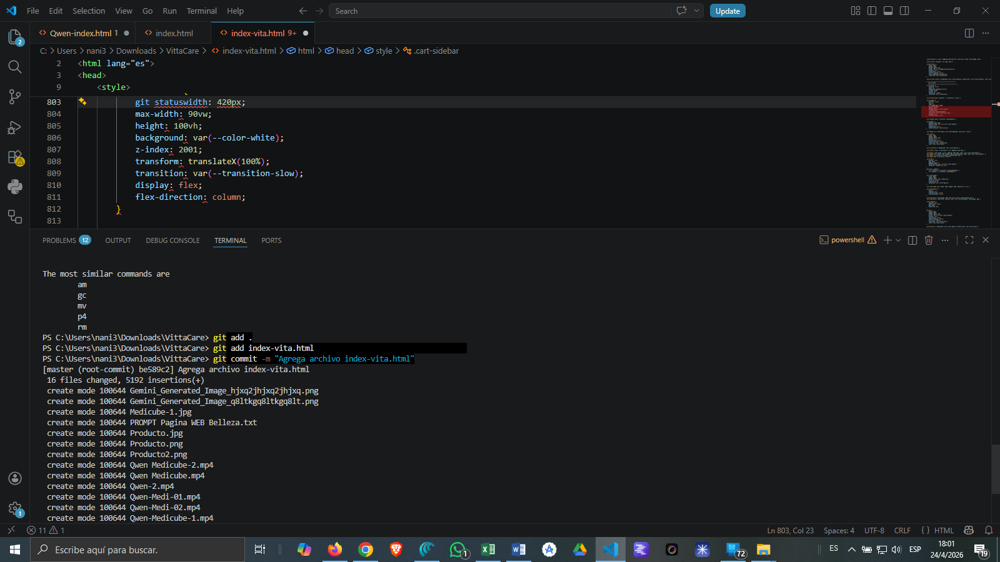 File Edit Selection View Go Run Terminal Help
Search
Update
Qwen-index.html 1
index.html
index-vita.html 9+
C: > Users > nani3 > Downloads > VittaCare > index-vita.html > html > head > style > .cart-sidebar
2 <html lang="es">
3 <head>
9 <style>
803 git statuswidth: 420px;
804 max-width: 90vw;
805 height: 100vh;
806 background: var(--color-white);
807 z-index: 2001;
808 transform: translateX(100%);
809 transition: var(--transition-slow);
810 display: flex;
811 flex-direction: column;
812 }
813
PROBLEMS 12 OUTPUT DEBUG CONSOLE TERMINAL PORTS
powershell
The most similar commands are
am
gc
mv
p4
rm
PS C:\Users\nani3\Downloads\VittaCare> git add .
PS C:\Users\nani3\Downloads\VittaCare> git add index-vita.html
PS C:\Users\nani3\Downloads\VittaCare> git commit -m "Agrega archivo index-vita.html"
[master (root-commit) be589c2] Agrega archivo index-vita.html
16 files changed, 5192 insertions(+)
create mode 100644 Gemini_Generated_Image_hjxq2jhjxq2jhjxq.png
create mode 100644 Gemini_Generated_Image_q8ltkgq8ltkgq8lt.png
create mode 100644 Medicube-1.jpg
create mode 100644 PROMPT Pagina WEB Belleza.txt
create mode 100644 Producto.jpg
create mode 100644 Producto.png
create mode 100644 Producto2.png
create mode 100644 Qwen Medicube-2.mp4
create mode 100644 Qwen Medicube.mp4
create mode 100644 Qwen-2.mp4
create mode 100644 Qwen-Medi-01.mp4
create mode 100644 Qwen-Medi-02.mp4
create mode 100644 Qwen-Medicube-1.mp4
2
1
11 1
Ln 803, Col 23 Spaces: 4 UTF-8 CRLF { } HTML
Escribe aquí para buscar.
1
72
ES
ESP
18:01
24/4/2026
19